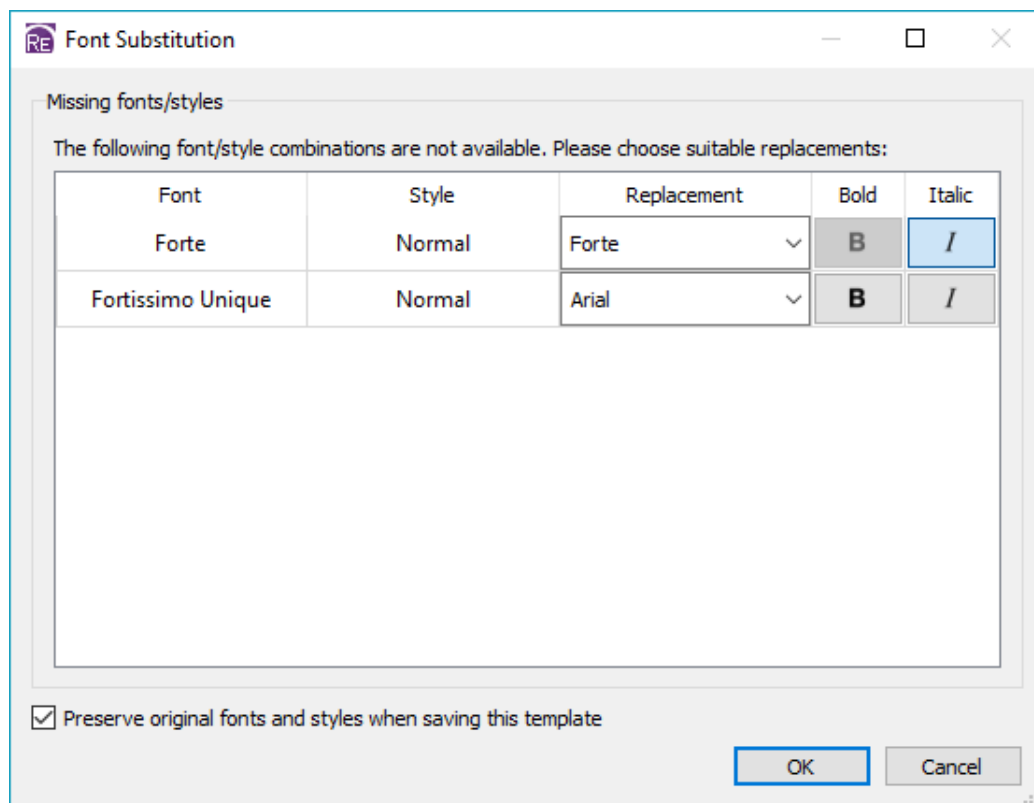 RE Font Substitution
Missing fonts/styles
The following font/style combinations are not available. Please choose suitable replacements:
Font Style Replacement Bold Italic
Forte Normal Forte B I
Fortissimo Unique Normal Arial B I
Preserve original fonts and styles when saving this template
OK Cancel